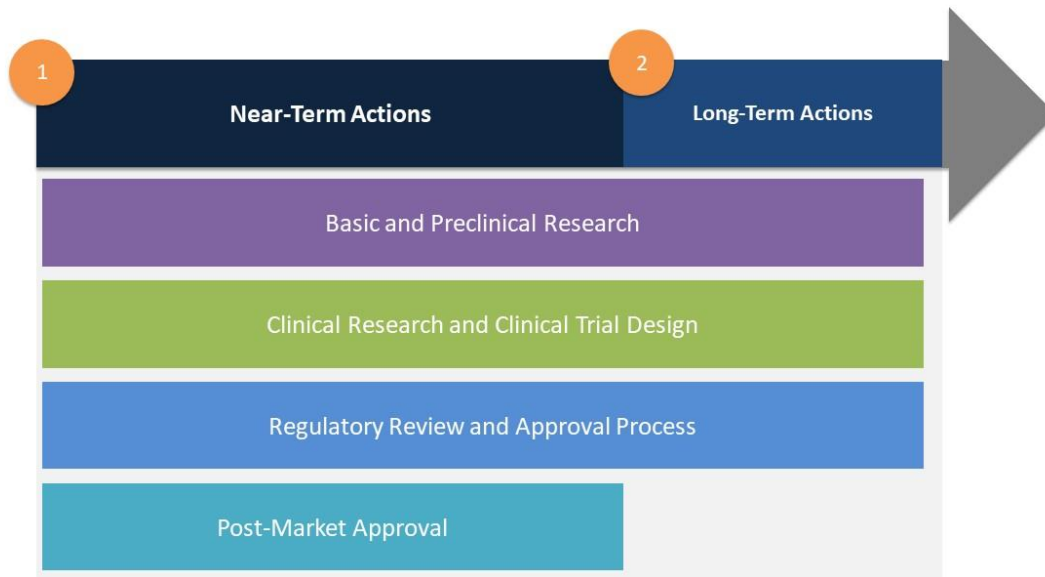 1
2
Near-Term Actions
Long-Term Actions
Basic and Preclinical Research
Clinical Research and Clinical Trial Design
Regulatory Review and Approval Process
Post-Market Approval